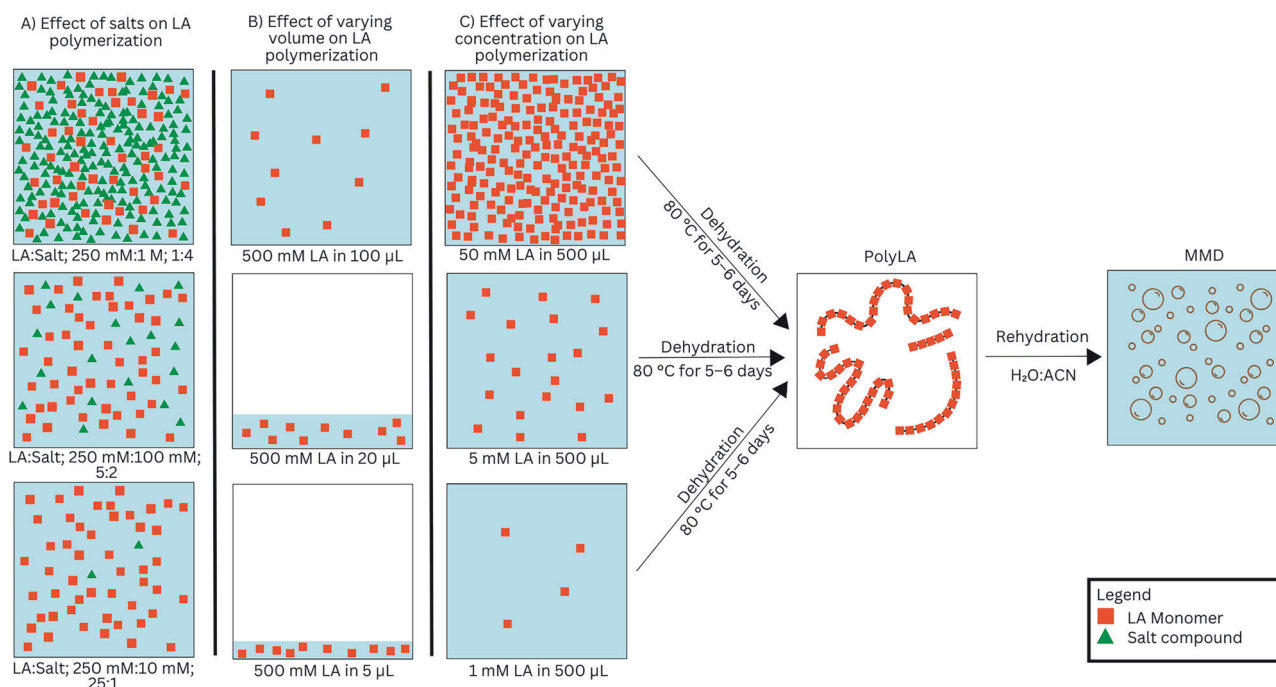 A) Effect of salts on LA
polymerization
LA:Salt; 250 mM:1 M; 1:4
LA:Salt; 250 mM:100 mM;
5:2
LA:Salt; 250 mM:10 mM;
25:1
B) Effect of varying
volume on LA
polymerization
500 mM LA in 100 µL
500 mM LA in 20 µL
500 mM LA in 5 µL
C) Effect of varying
concentration on LA
polymerization
50 mM LA in 500 µL
5 mM LA in 500 µL
1 mM LA in 500 µL
Dehydration
80 °C for 5–6 days
Dehydration
80 °C for 5–6 days
Dehydration
80 °C for 5–6 days
PolyLA
Rehydration
H₂O:ACN
MMD
Legend
LA Monomer
Salt compound